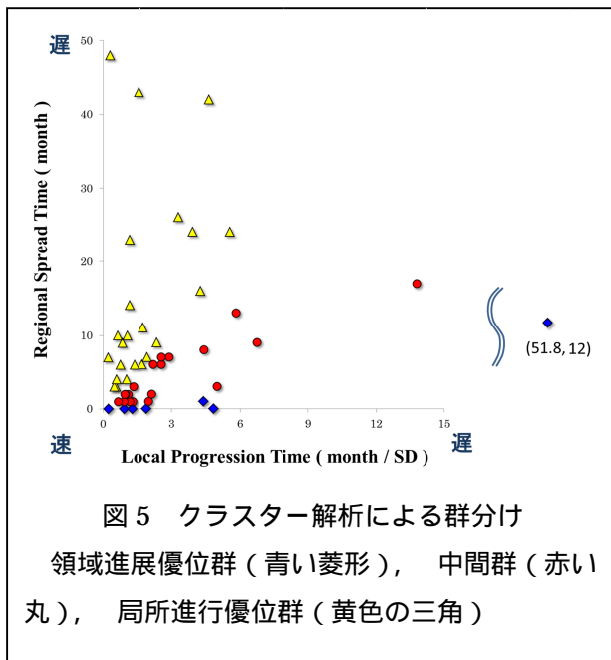 遅
50
40
30
20
10
0
Regional Spread Time ( month )
0 3 6 9 12 15
(51.8, 12)
速
遅
Local Progression Time ( month / SD )
図 5 クラスター解析による群分け
領域進展優位群（青い菱形）， 中間群（赤い
丸）， 局所進行優位群（黄色の三角）